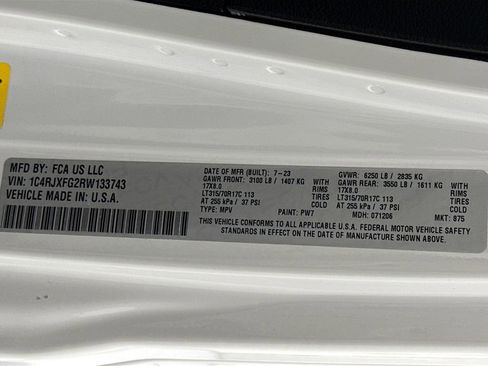 MFD BY: FCA US LLC
VIN: 1C4RJXFG2RW133743
VEHICLE MADE IN: U.S.A.
DATE OF MFR (BUILT): 7-23 GVWR: 6250 LB / 2835 KG
GAWR FRONT: 3100 LB / 1407 KG WITH GAWR REAR: 3550 LB / 1611 KG WITH
17X8.0 RIMS 17X8.0 RIMS
LT315/70R17C 113 TIRES LT315/70R17C 113 TIRES
AT 255 kPa / 37 PSI COLD AT 255 kPa / 37 PSI COLD
TYPE: MPV PAINT: PW7 MDH: 071206 MKT: 875
THIS VEHICLE CONFORMS TO ALL APPLICABLE U.S.A. FEDERAL MOTOR VEHICLE SAFETY
STANDARDS IN EFFECT ON THE DATE OF MANUFACTURE SHOWN ABOVE.